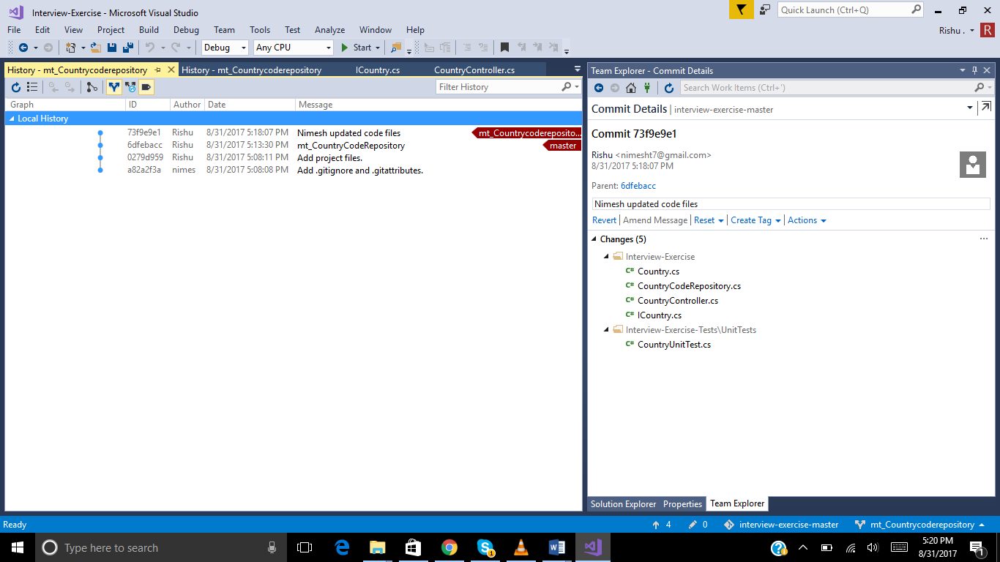 Interview-Exercise - Microsoft Visual Studio
Quick Launch (Ctrl+Q)
File Edit View Project Build Debug Team Tools Test Analyze Window Help
Rishu . R
Debug Any CPU Start
History - mt_Countrycoderepository History - mt_Countrycoderepository ICountry.cs CountryController.cs
Filter History
Graph ID Author Date Message
Local History
73f9e9e1 Rishu 8/31/2017 5:18:07 PM Nimesh updated code files mt_Countrycodereposito...
6dfebacc Rishu 8/31/2017 5:13:30 PM mt_CountryCodeRepository master
0279d959 Rishu 8/31/2017 5:08:11 PM Add project files.
a82a2f3a nimes 8/31/2017 5:08:08 PM Add .gitignore and .gitattributes.
Team Explorer - Commit Details
Search Work Items (Ctrl+')
Commit Details | interview-exercise-master
Commit 73f9e9e1
Rishu <nimesht7@gmail.com>
8/31/2017 5:18:07 PM
Parent: 6dfebacc
Nimesh updated code files
Revert | Amend Message | Reset | Create Tag | Actions
Changes (5) ...
Interview-Exercise
C# Country.cs
C# CountryCodeRepository.cs
C# CountryController.cs
C# ICountry.cs
Interview-Exercise-Tests\UnitTests
C# CountryUnitTest.cs
Solution Explorer Properties Team Explorer
Ready 4 0 interview-exercise-master mt_Countrycoderepository
Type here to search
5:20 PM
8/31/2017
1